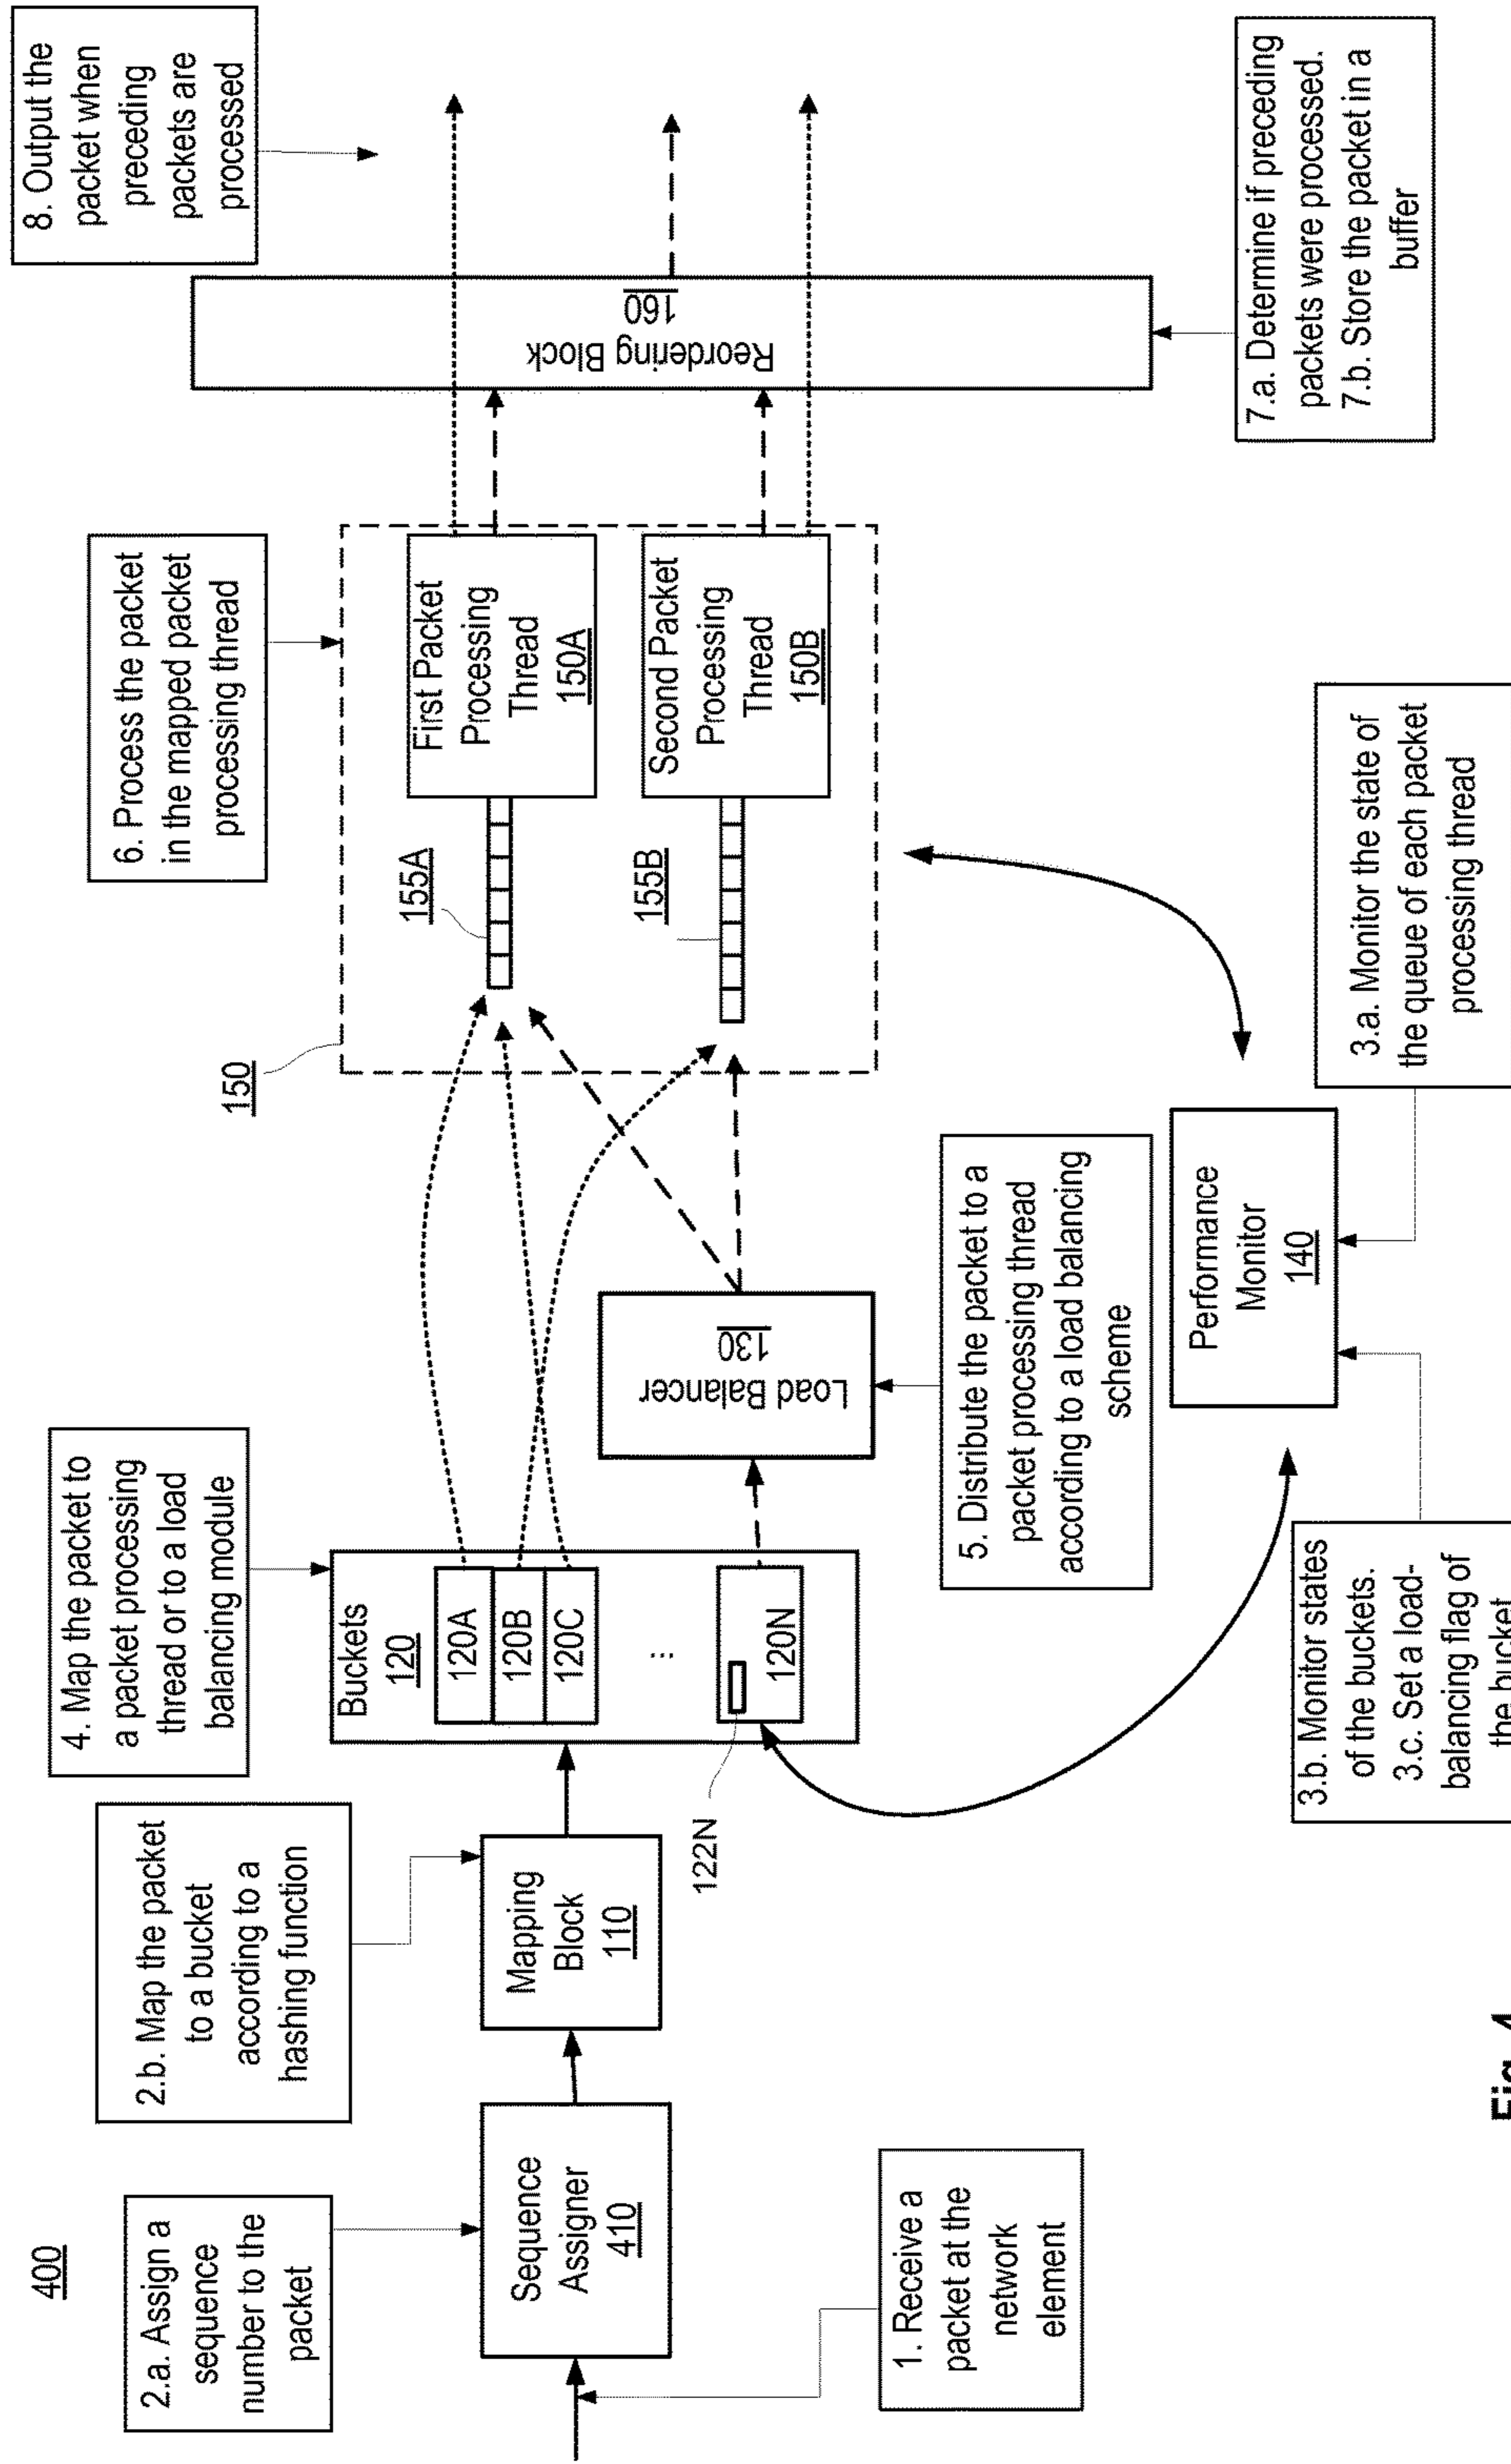 400
2.a. Assign a
sequence
number to the
packet
2.b. Map the packet
to a bucket
according to a
hashing function
4. Map the packet to
a packet processing
thread or to a load
balancing module
6. Process the packet
in the mapped packet
processing thread
8. Output the
packet when
preceding
packets are
processed
Sequence
Assigner
410
Mapping
Block
110
Buckets
120
120A
120B
120C
...
120N
122N
Load Balancer
130
150
155A
155B
First Packet
Processing
Thread
150A
Second Packet
Processing
Thread
150B
Reordering Block
160
1. Receive a
packet at the
network
element
5. Distribute the packet to a
packet processing thread
according to a load balancing
scheme
Performance
Monitor
140
3.b. Monitor states
of the buckets.
3.c. Set a load-
balancing flag of
the bucket
3.a. Monitor the state of
the queue of each packet
processing thread
7.a. Determine if preceding
packets were processed.
7.b. Store the packet in a
buffer
Fig. 4